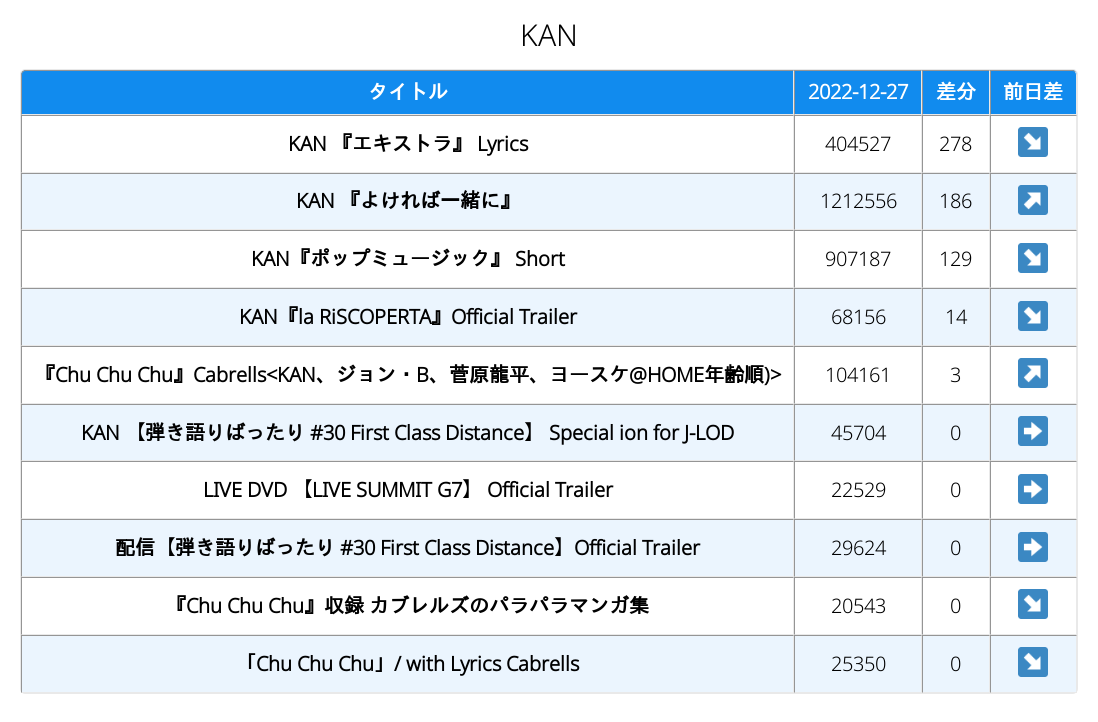 KAN
タイトル 2022-12-27 差分 前日差
KAN 『エキストラ』 Lyrics 404527 278 ↘
KAN 『よければ一緒に』 1212556 186 ↗
KAN『ポップミュージック』 Short 907187 129 ↘
KAN『la RiSCOPERTA』Official Trailer 68156 14 ↘
『Chu Chu Chu』Cabrells<KAN、ジョン・B、菅原龍平、ヨースケ@HOME年齢順)> 104161 3 ↗
KAN 【弾き語りばったり #30 First Class Distance】 Special ion for J-LOD 45704 0 ➡
LIVE DVD 【LIVE SUMMIT G7】 Official Trailer 22529 0 ➡
配信【弾き語りばったり #30 First Class Distance】Official Trailer 29624 0 ➡
『Chu Chu Chu』収録 カブレルズのパラパラマンガ集 20543 0 ↘
「Chu Chu Chu」/ with Lyrics Cabrells 25350 0 ↘